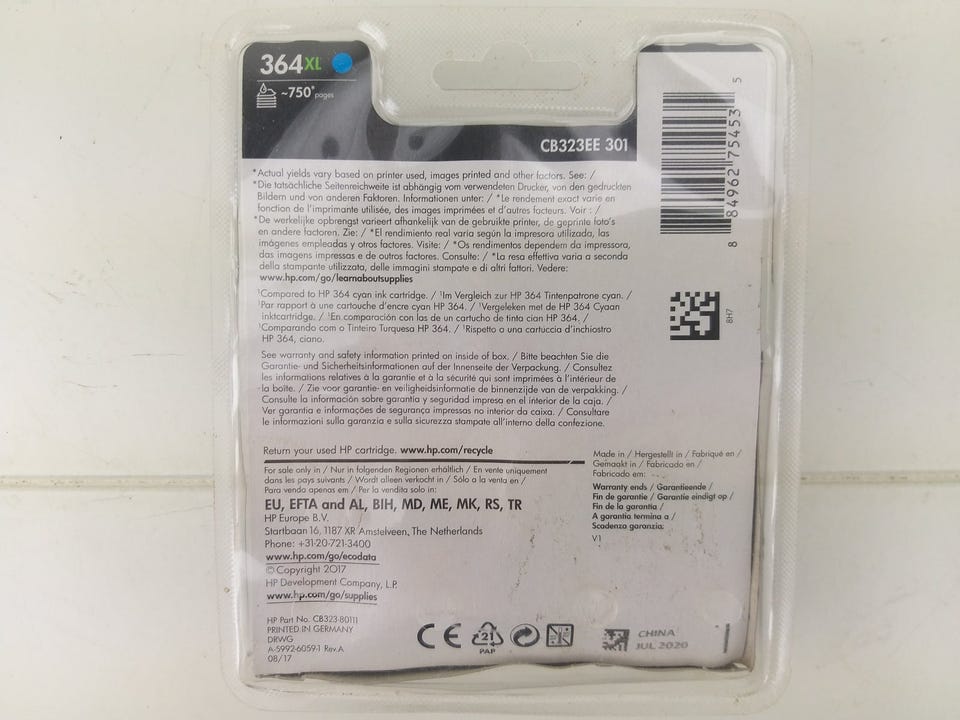 364XL
~750* pages
CB323EE 301
*Actual yields vary based on printer used, images printed and other factors. See: /
*Die tatsächliche Seitenreichweite ist abhängig vom verwendeten Drucker, von den gedruckten
Bildern und von anderen Faktoren. Informationen unter: / *Le rendement exact varie en
fonction de l'imprimante utilisée, des images imprimées et d'autres facteurs. Voir : /
*De werkelijke opbrengst varieert afhankelijk van de gebruikte printer, de geprinte foto's
en andere factoren. Zie: / *El rendimiento real varía según la impresora utilizada, las
imágenes empleadas y otros factores. Visite: / *Os rendimentos dependem da impressora,
das imagens impressas e de outros factores. Consulte: / *La resa effettiva varia a seconda
della stampante utilizzata, delle immagini stampate e di altri fattori. Vedere:
www.hp.com/go/learnaboutsupplies
¹Compared to HP 364 cyan ink cartridge. / ¹Im Vergleich zur HP 364 Tintenpatrone cyan. /
¹Par rapport à une cartouche d'encre cyan HP 364. / ¹Vergeleken met de HP 364 Cyaan
inktcartridge. / ¹En comparación con las de un cartucho de tinta cian HP 364. /
¹Comparando com o Tinteiro Turquesa HP 364. / ¹Rispetto a una cartuccia d'inchiostro
HP 364, ciano.
See warranty and safety information printed on inside of box. / Bitte beachten Sie die
Garantie- und Sicherheitsinformationen auf der Innenseite der Verpackung. / Consultez
les informations relatives à la garantie et à la sécurité qui sont imprimées à l'intérieur de
la boîte. / Zie voor garantie- en veiligheidsinformatie de binnenzijde van de verpakking. /
Consulte la información sobre garantía y seguridad impresa en el interior de la caja. /
Ver garantia e informações de segurança impressas no interior da caixa. / Consultare
le informazioni sulla garanzia e sulla sicurezza stampate all'interno della confezione.
Return your used HP cartridge. www.hp.com/recycle
For sale only in / Nur in folgenden Regionen erhältlich / En vente uniquement
dans les pays suivants / Wordt alleen verkocht in / Sólo a la venta en /
Para vendo apenas em / Per la vendita solo in:
EU, EFTA and AL, BIH, MD, ME, MK, RS, TR
HP Europe B.V.
Startbaan 16, 1187 XR Amstelveen, The Netherlands
Phone: +31-20-721-3400
www.hp.com/go/ecodata
© Copyright 2017
HP Development Company, L.P.
www.hp.com/go/supplies
HP Part No. CB323-80111
PRINTED IN GERMANY
DRWG
A-5992-6059-1 Rev.A
08/17
8 84962 75453 5
8H7
Made in / Hergestellt in / Fabriqué en /
Gemaakt in / Fabricado en /
Fabricado em:
Warranty ends / Garantieende /
Fin de garantie / Garantie eindigt op /
Fin de la garantía /
A garantia termina a /
Scadenza garanzia:
V1
CE
21
PAP
CHINA
JUL 2020